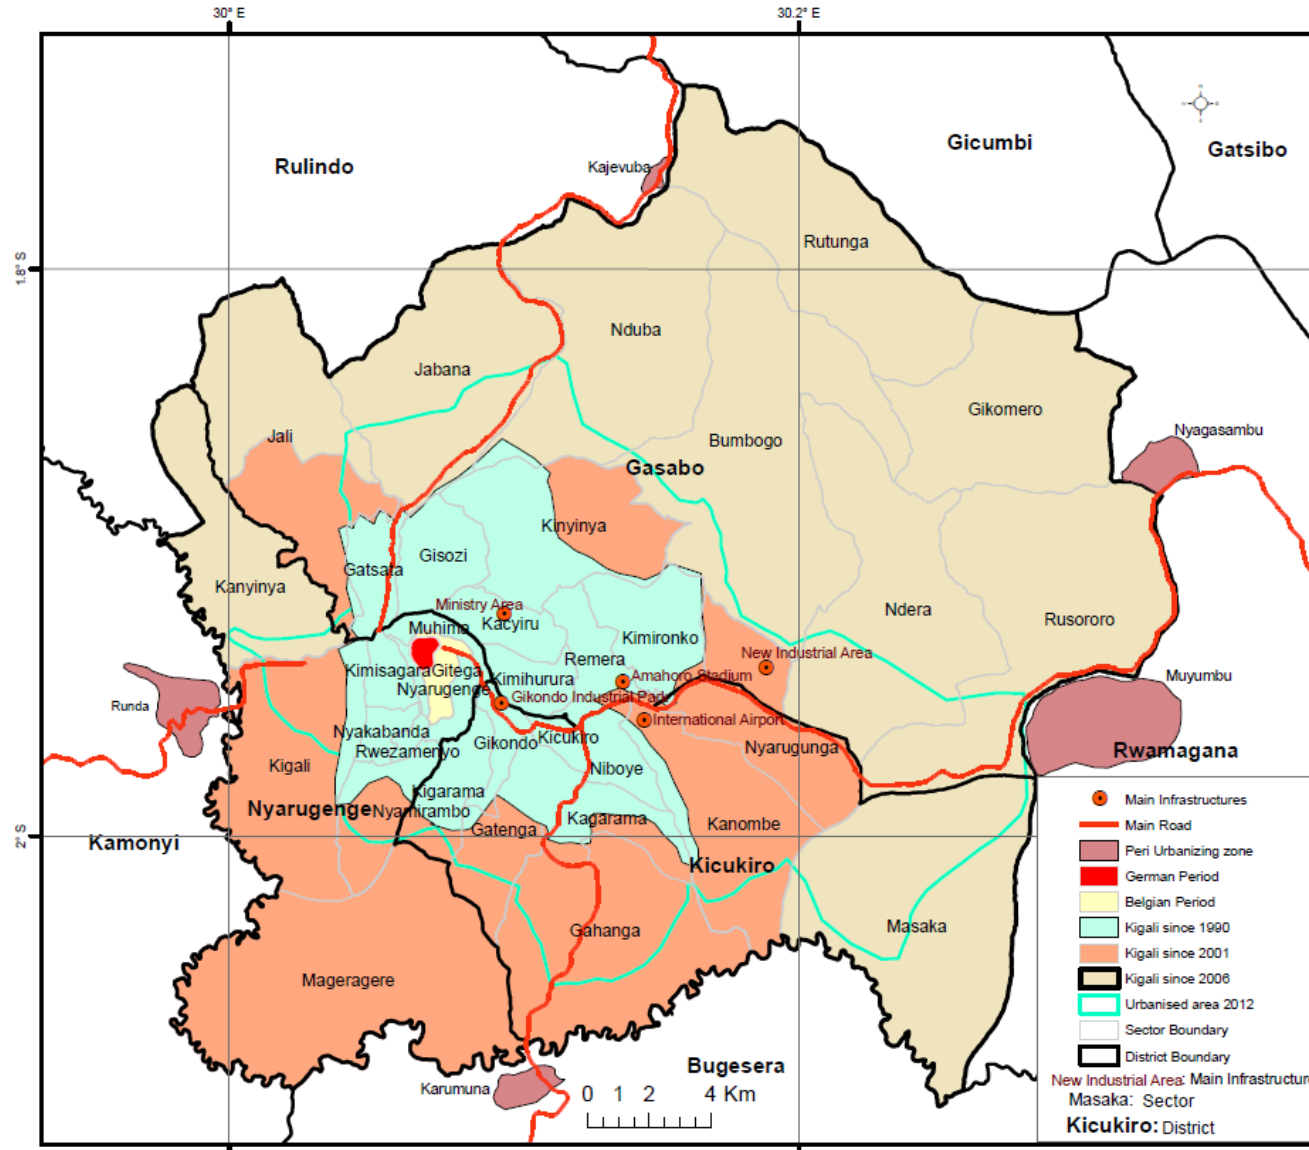 30° E
30.2° E
Gicumbi
Gatsibo
Rulindo
Kajevuba
Rutunga
1.8° S
Nduba
Jabana
Gikomero
Jali
Bumbogo
Nyagasambu
Gasabo
Kinyinya
Gisozi
Gatsata
Kanyinya
Ministry Area
Kacyiru
Ndera
Rusororo
Muhima
Kimironko
New Industrial Area
Remera
Kimisagara
Gitega
Kimihurura
Amahoro Stadium
Muyumbu
Nyarugenge
Gikondo Industrial Park
Runda
International Airport
Nyakabanda
Gikondo
Kicukiro
Nyarugunga
Rwamagana
Rwezamenyo
Kigali
Niboye
Kigarama
Nyarugenge
Nyamirambo
Kagarama
Kanombe
Gatenga
2° S
Kamonyi
Kicukiro
Gahanga
Masaka
Mageragere
Bugesera
Karumuna
0 1 2 4 Km
Main Infrastructures
Main Road
Peri Urbanizing zone
German Period
Belgian Period
Kigali since 1990
Kigali since 2001
Kigali since 2006
Urbanised area 2012
Sector Boundary
District Boundary
New Industrial Area: Main Infrastructure
Masaka: Sector
Kicukiro: District